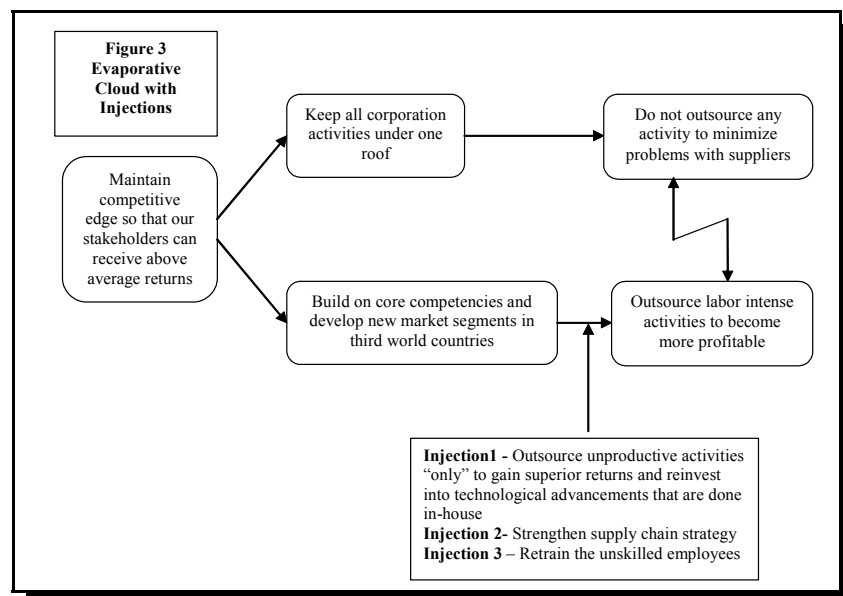 Figure 3
Evaporative
Cloud with
Injections
Keep all corporation
activities under one
roof
Do not outsource any
activity to minimize
problems with suppliers
Maintain
competitive
edge so that our
stakeholders can
receive above
average returns
Build on core competencies and
develop new market segments in
third world countries
Outsource labor intense
activities to become
more profitable
Injection1 - Outsource unproductive activities
“only” to gain superior returns and reinvest
into technological advancements that are done
in-house
Injection 2- Strengthen supply chain strategy
Injection 3 – Retrain the unskilled employees